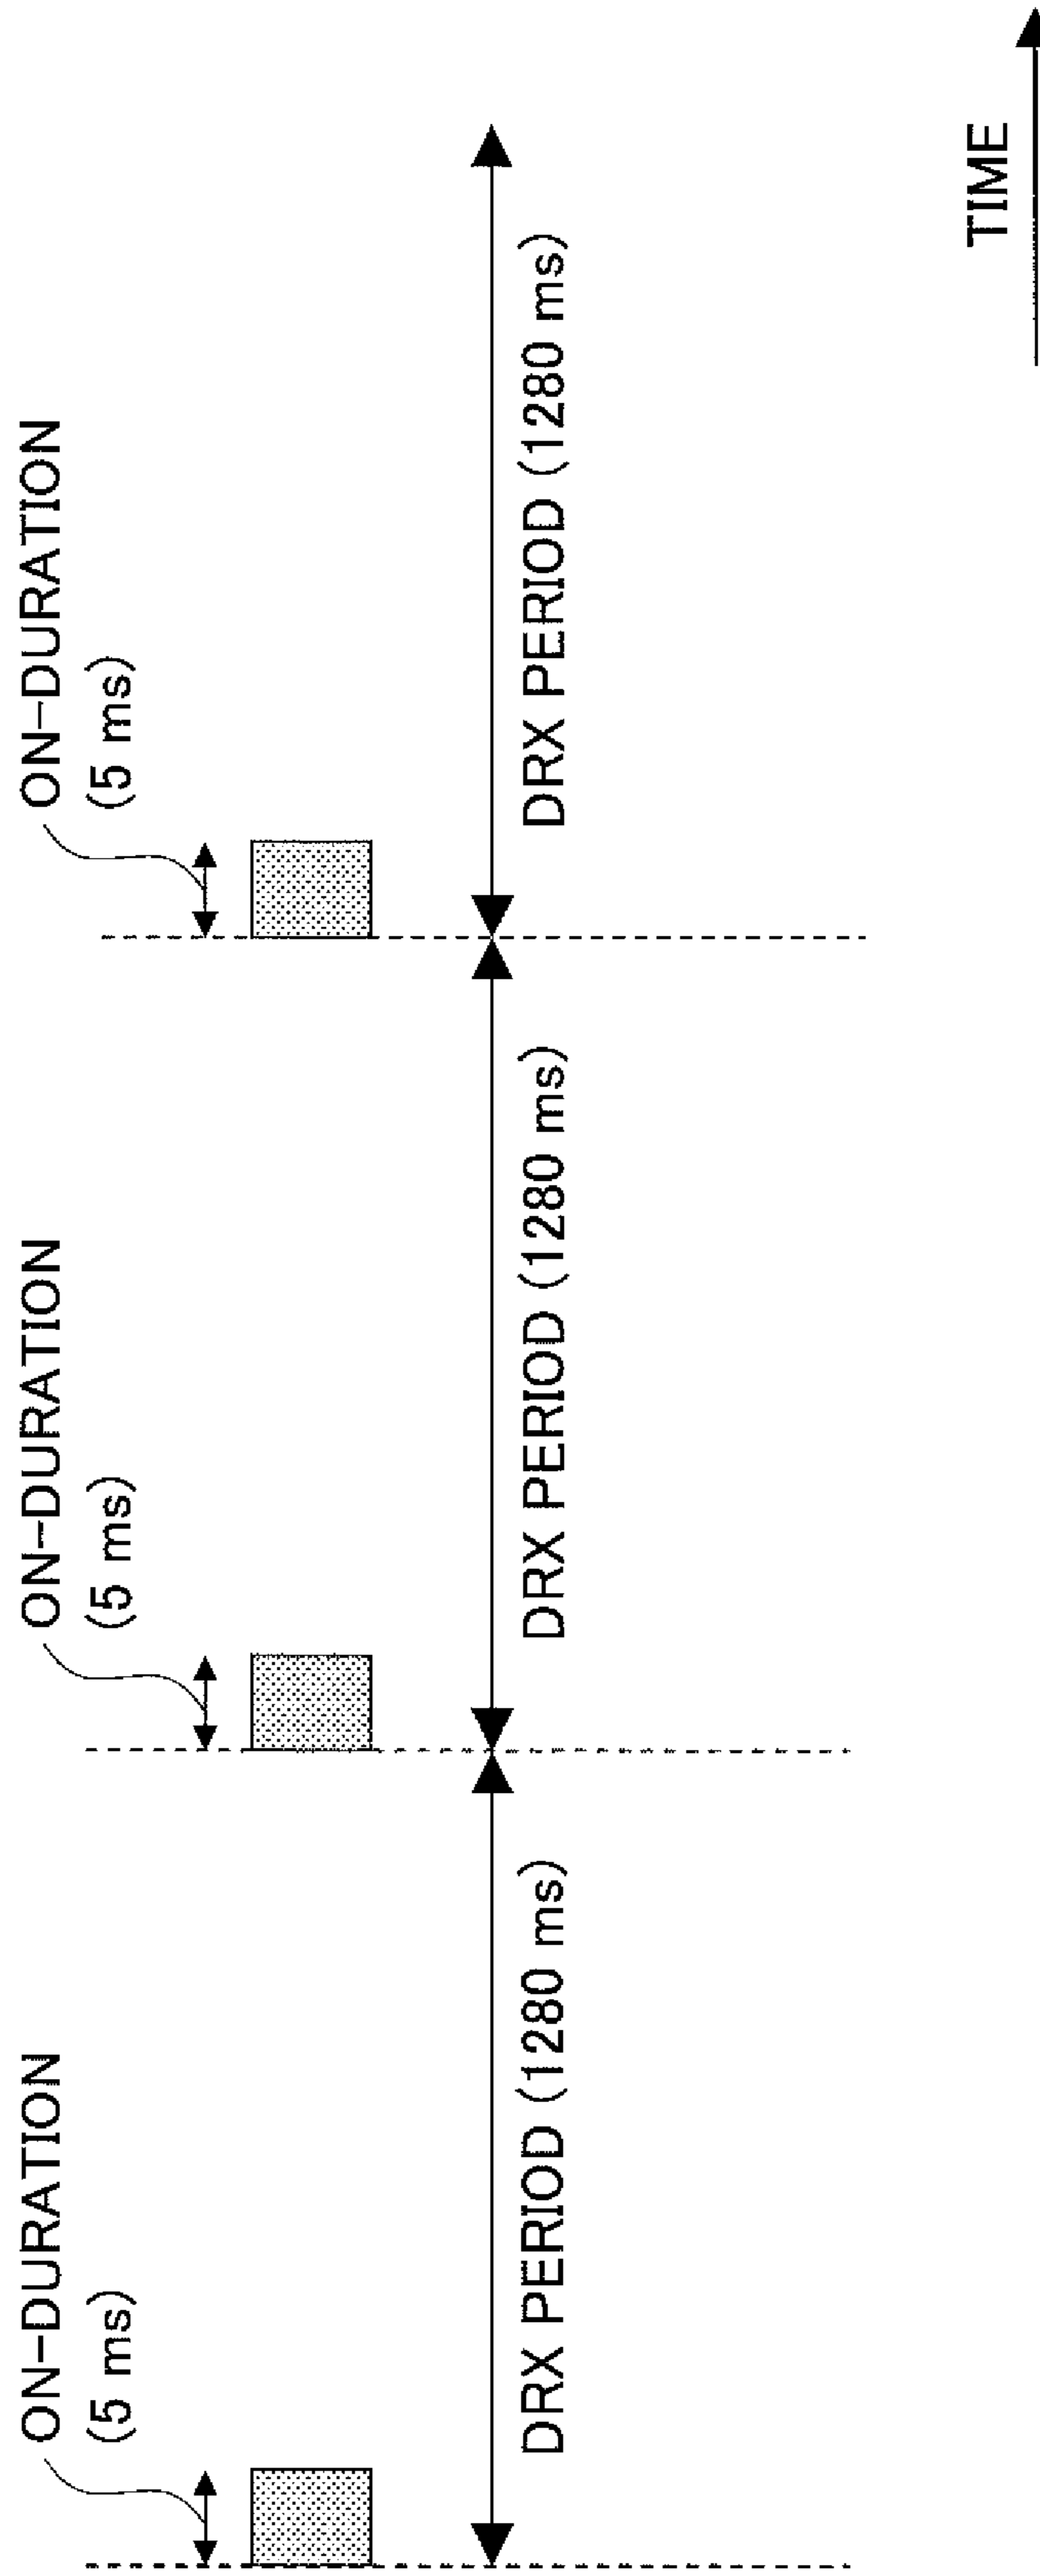 ON-DURATION
(5 ms)
ON-DURATION
(5 ms)
ON-DURATION
(5 ms)
DRX PERIOD (1280 ms)
DRX PERIOD (1280 ms)
DRX PERIOD (1280 ms)
TIME